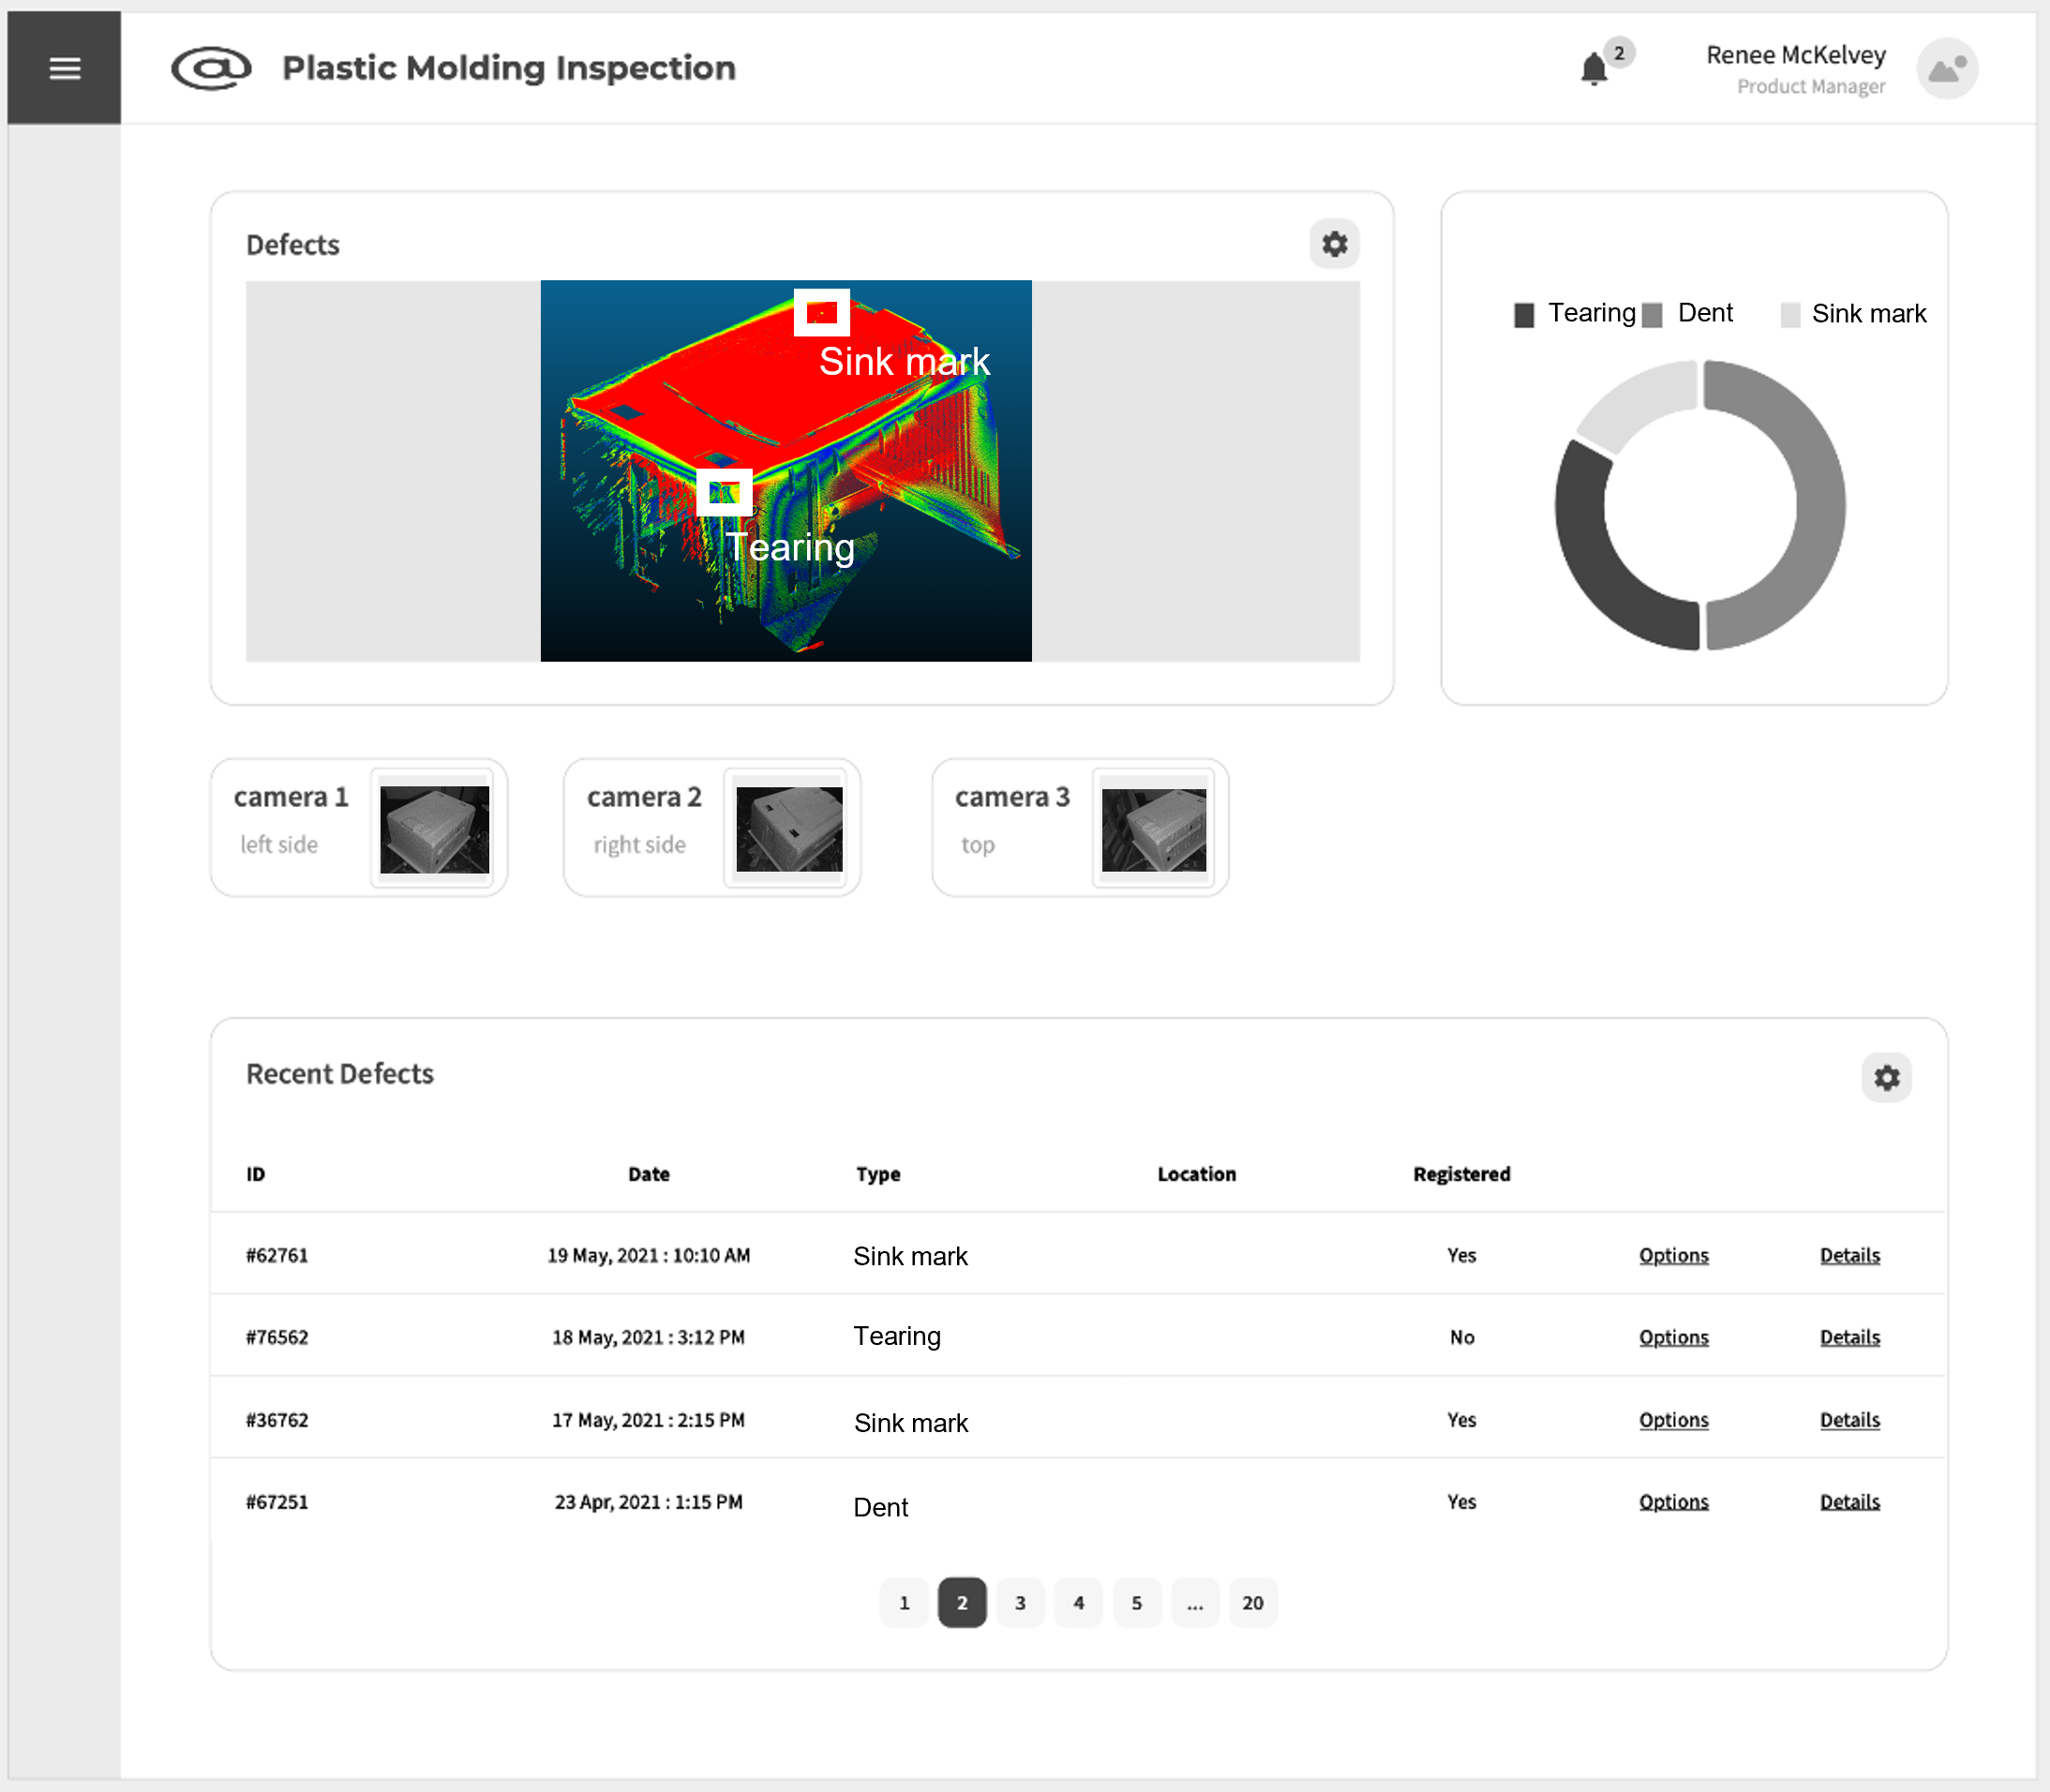 @ Plastic Molding Inspection
2
Renee McKelvey
Product Manager
Defects
Sink mark
Tearing
Tearing Dent Sink mark
camera 1
left side
camera 2
right side
camera 3
top
Recent Defects
ID Date Type Location Registered
#62761 19 May, 2021 : 10:10 AM Sink mark Yes Options Details
#76562 18 May, 2021 : 3:12 PM Tearing No Options Details
#36762 17 May, 2021 : 2:15 PM Sink mark Yes Options Details
#67251 23 Apr, 2021 : 1:15 PM Dent Yes Options Details
1 2 3 4 5 ... 20